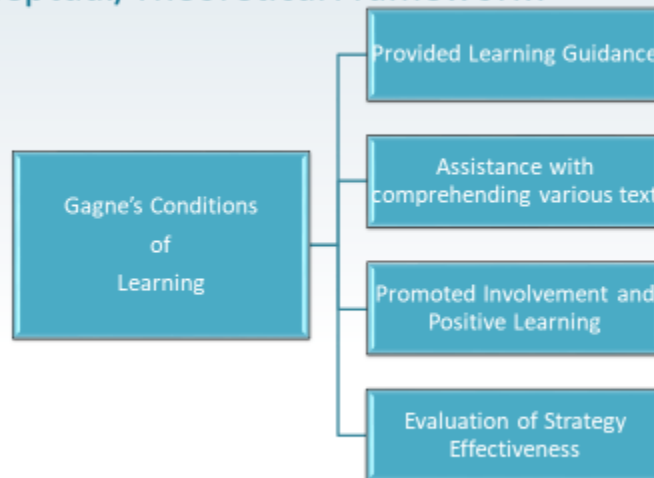 Gagne's Conditions
of
Learning
Provided Learning Guidance
Assistance with
comprehending various text
Promoted Involvement and
Positive Learning
Evaluation of Strategy
Effectiveness